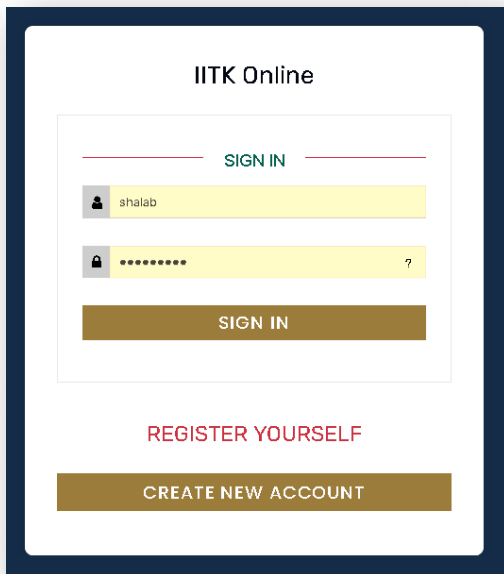 IITK Online
SIGN IN
shalab
•••••••••
?
SIGN IN
REGISTER YOURSELF
CREATE NEW ACCOUNT